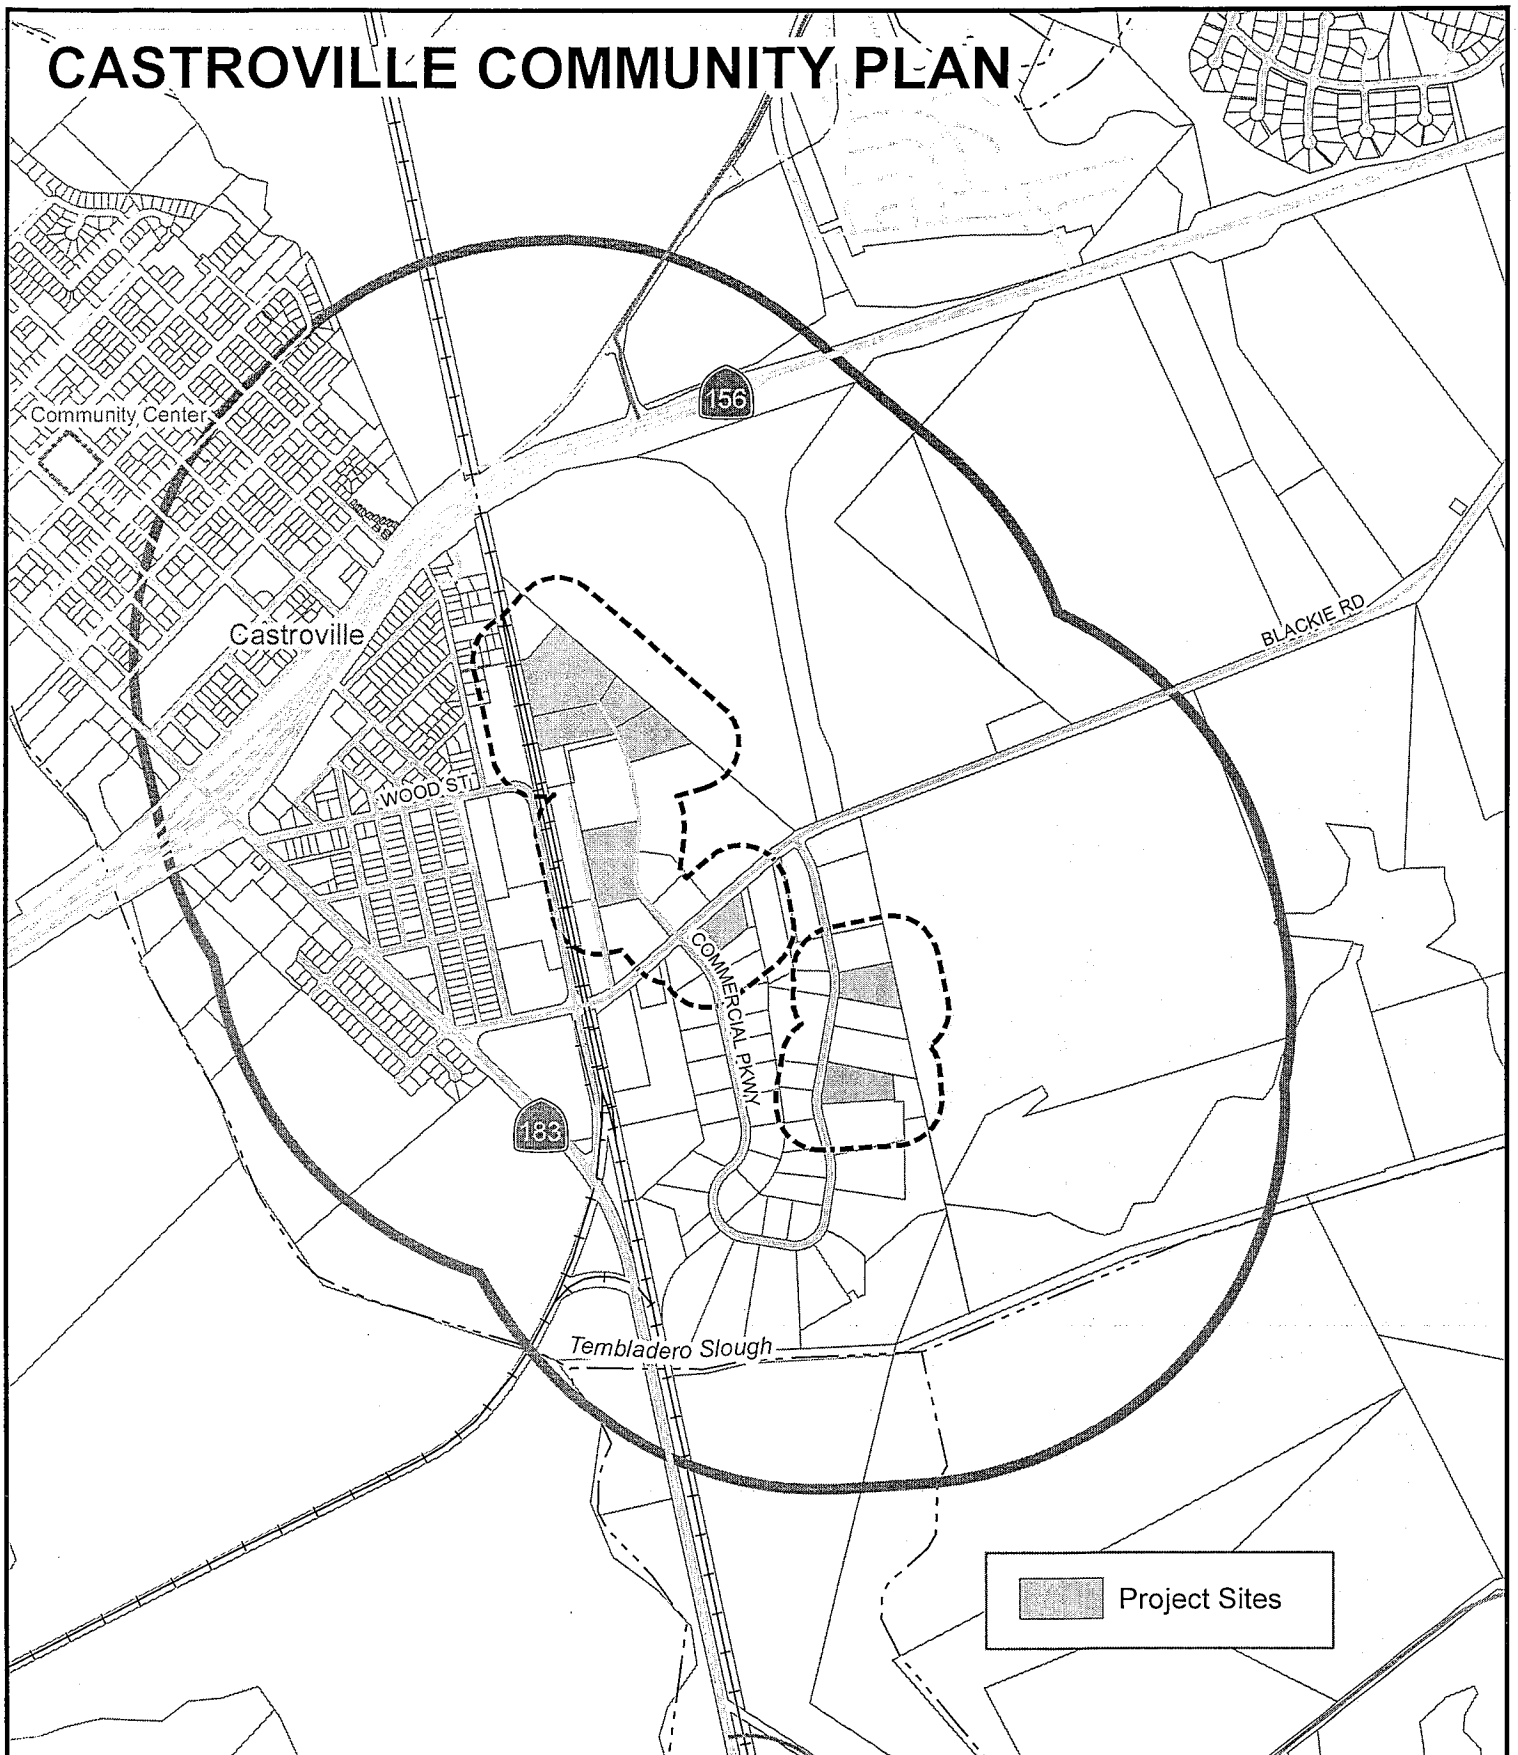 CASTROVILLE COMMUNITY PLAN
156
Community Center
BLACKIE RD
Castroville
WOOD ST
COMMERCIAL PKWY
183
Tembladero Slough
Project Sites